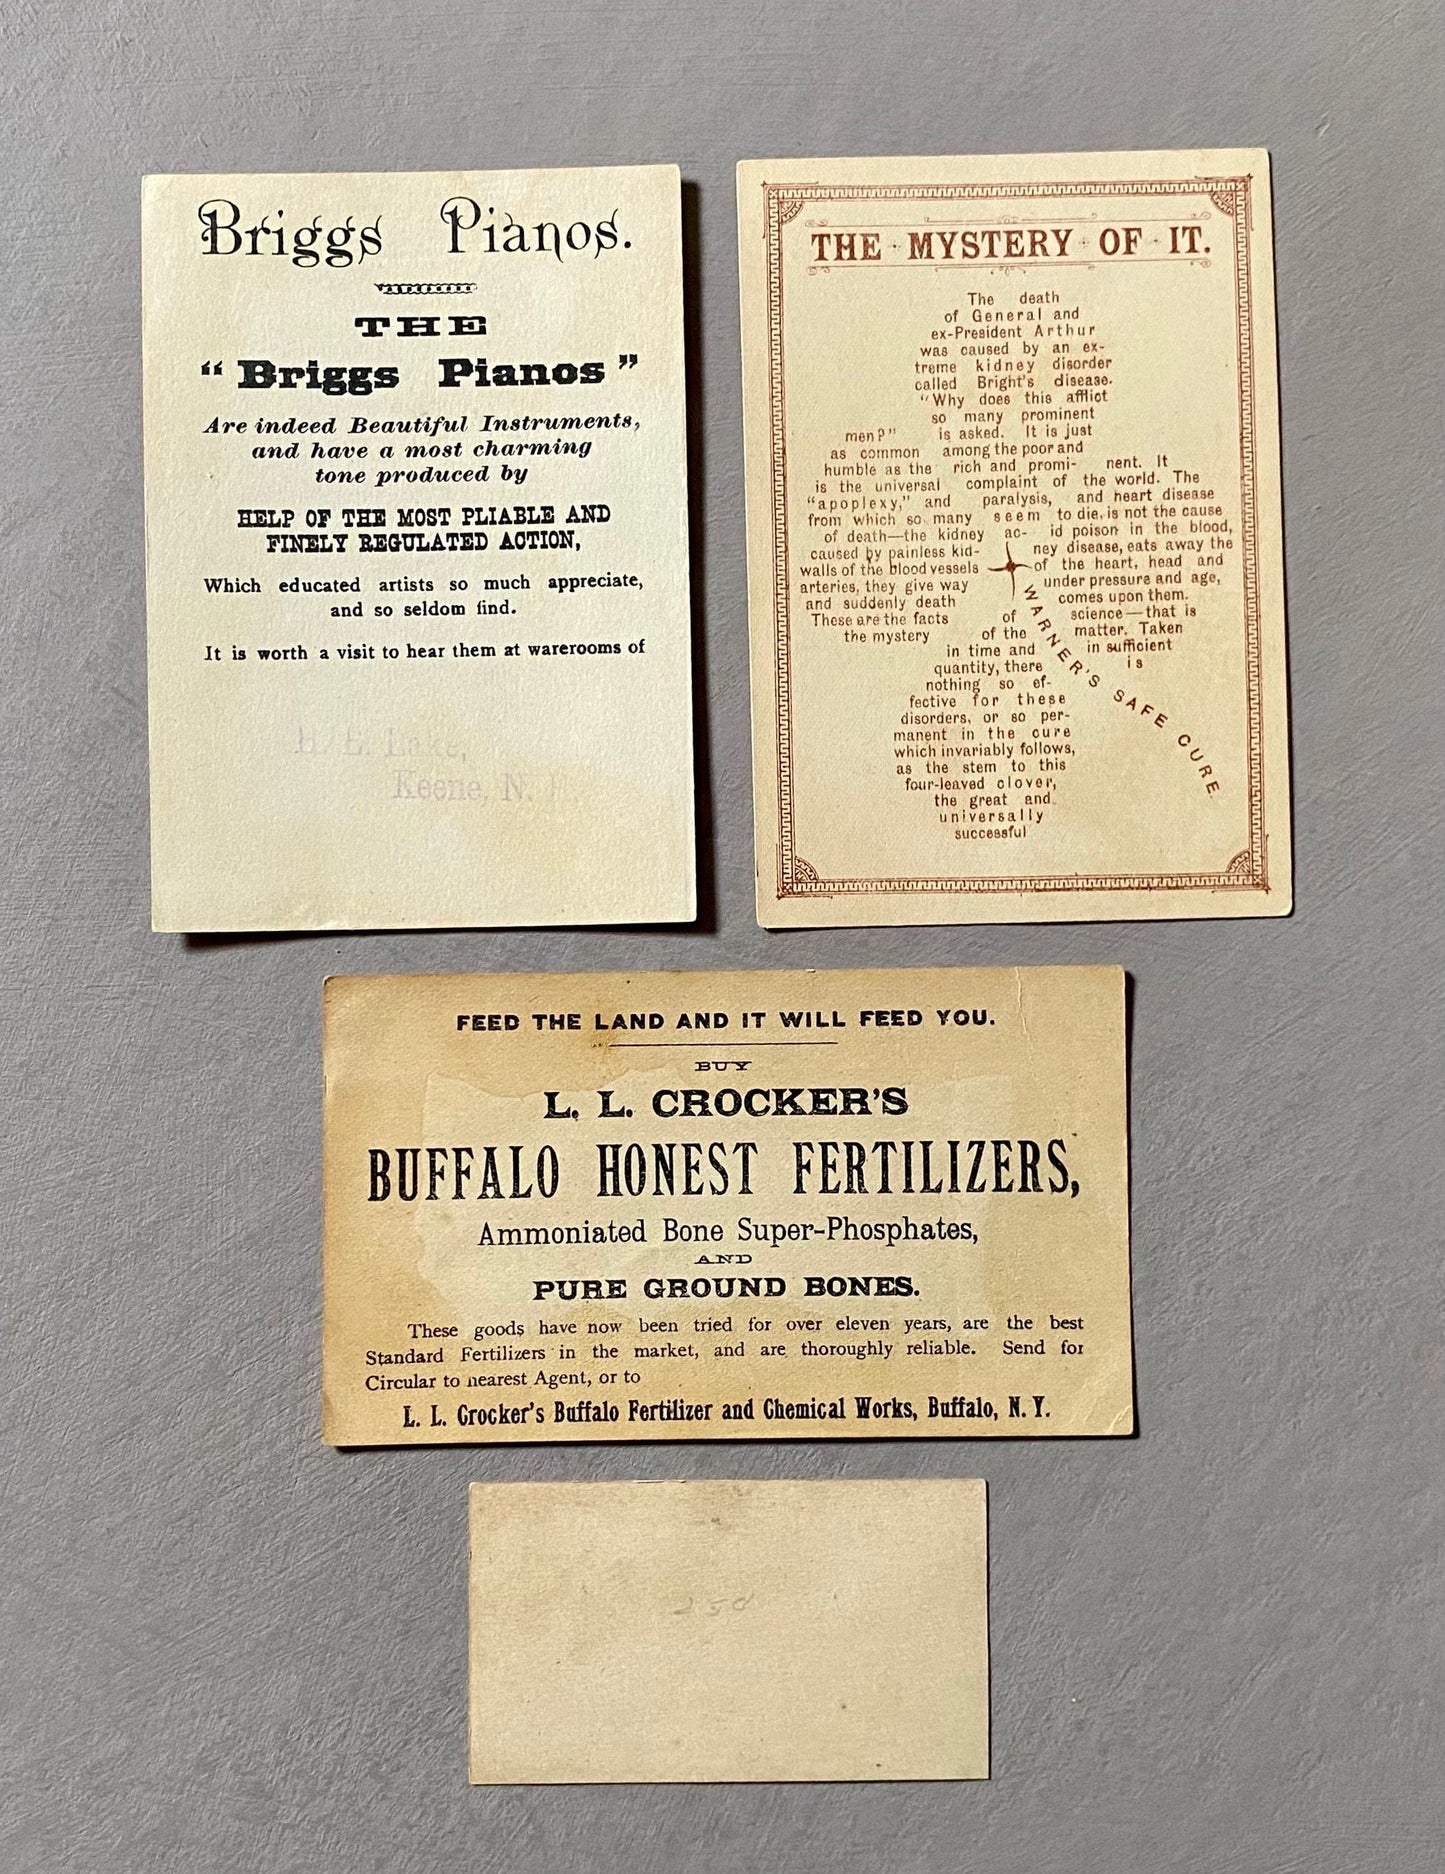 Briggs Pianos.
THE
"Briggs Pianos"
Are indeed Beautiful Instruments,
and have a most charming
tone produced by
HELP OF THE MOST PLIABLE AND
FINELY REGULATED ACTION,
Which educated artists so much appreciate,
and so seldom find.
It is worth a visit to hear them at warerooms of
H. E. Lake,
Keene, N.
THE MYSTERY OF IT.
The death
of General and
ex-President Arthur
was caused by an ex-
treme kidney disorder
called Bright's disease.
"Why does this afflict
so many prominent
men?" is asked. It is just
as common among the poor and
humble as the rich and promi- nent. It
is the universal complaint of the world. The
"apoplexy," and paralysis, and heart disease
from which so many seem to die, is not the cause
of death—the kidney ac- id poison in the blood,
caused by painless kid- ney disease, eats away the
walls of the blood vessels of the heart, head and
arteries, they give way under pressure and age,
and suddenly death comes upon them.
These are the facts of science—that is
the mystery of the matter. Taken
in time and in sufficient
quantity, there is
nothing so ef-
fective for these
disorders, or so per-
manent in the cure
which invariably follows,
as the stem to this
four-leaved clover,
the great and
universally
successful
WARNER'S SAFE CURE.
FEED THE LAND AND IT WILL FEED YOU.
BUY
L. L. CROCKER'S
BUFFALO HONEST FERTILIZERS,
Ammoniated Bone Super-Phosphates,
AND
PURE GROUND BONES.
These goods have now been tried for over eleven years, are the best
Standard Fertilizers in the market, and are thoroughly reliable. Send for
Circular to nearest Agent, or to
L. L. Crocker's Buffalo Fertilizer and Chemical Works, Buffalo, N. Y.